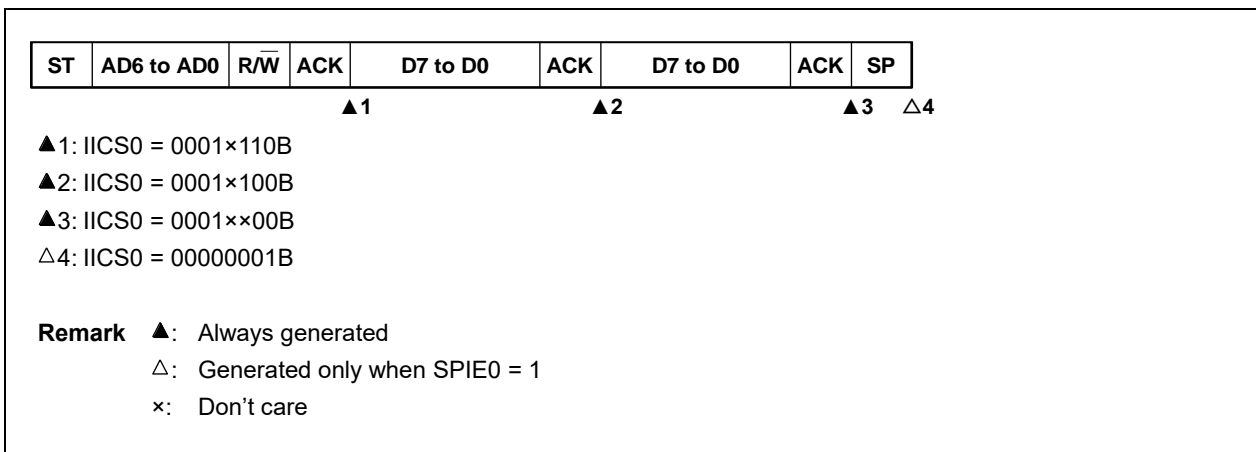 ST AD6 to AD0 R/W̅ ACK D7 to D0 ACK D7 to D0 ACK SP
▲1 ▲2 ▲3 △4
▲1: IICS0 = 0001×110B
▲2: IICS0 = 0001×100B
▲3: IICS0 = 0001××00B
△4: IICS0 = 00000001B
Remark ▲: Always generated
△: Generated only when SPIE0 = 1
×: Don’t care